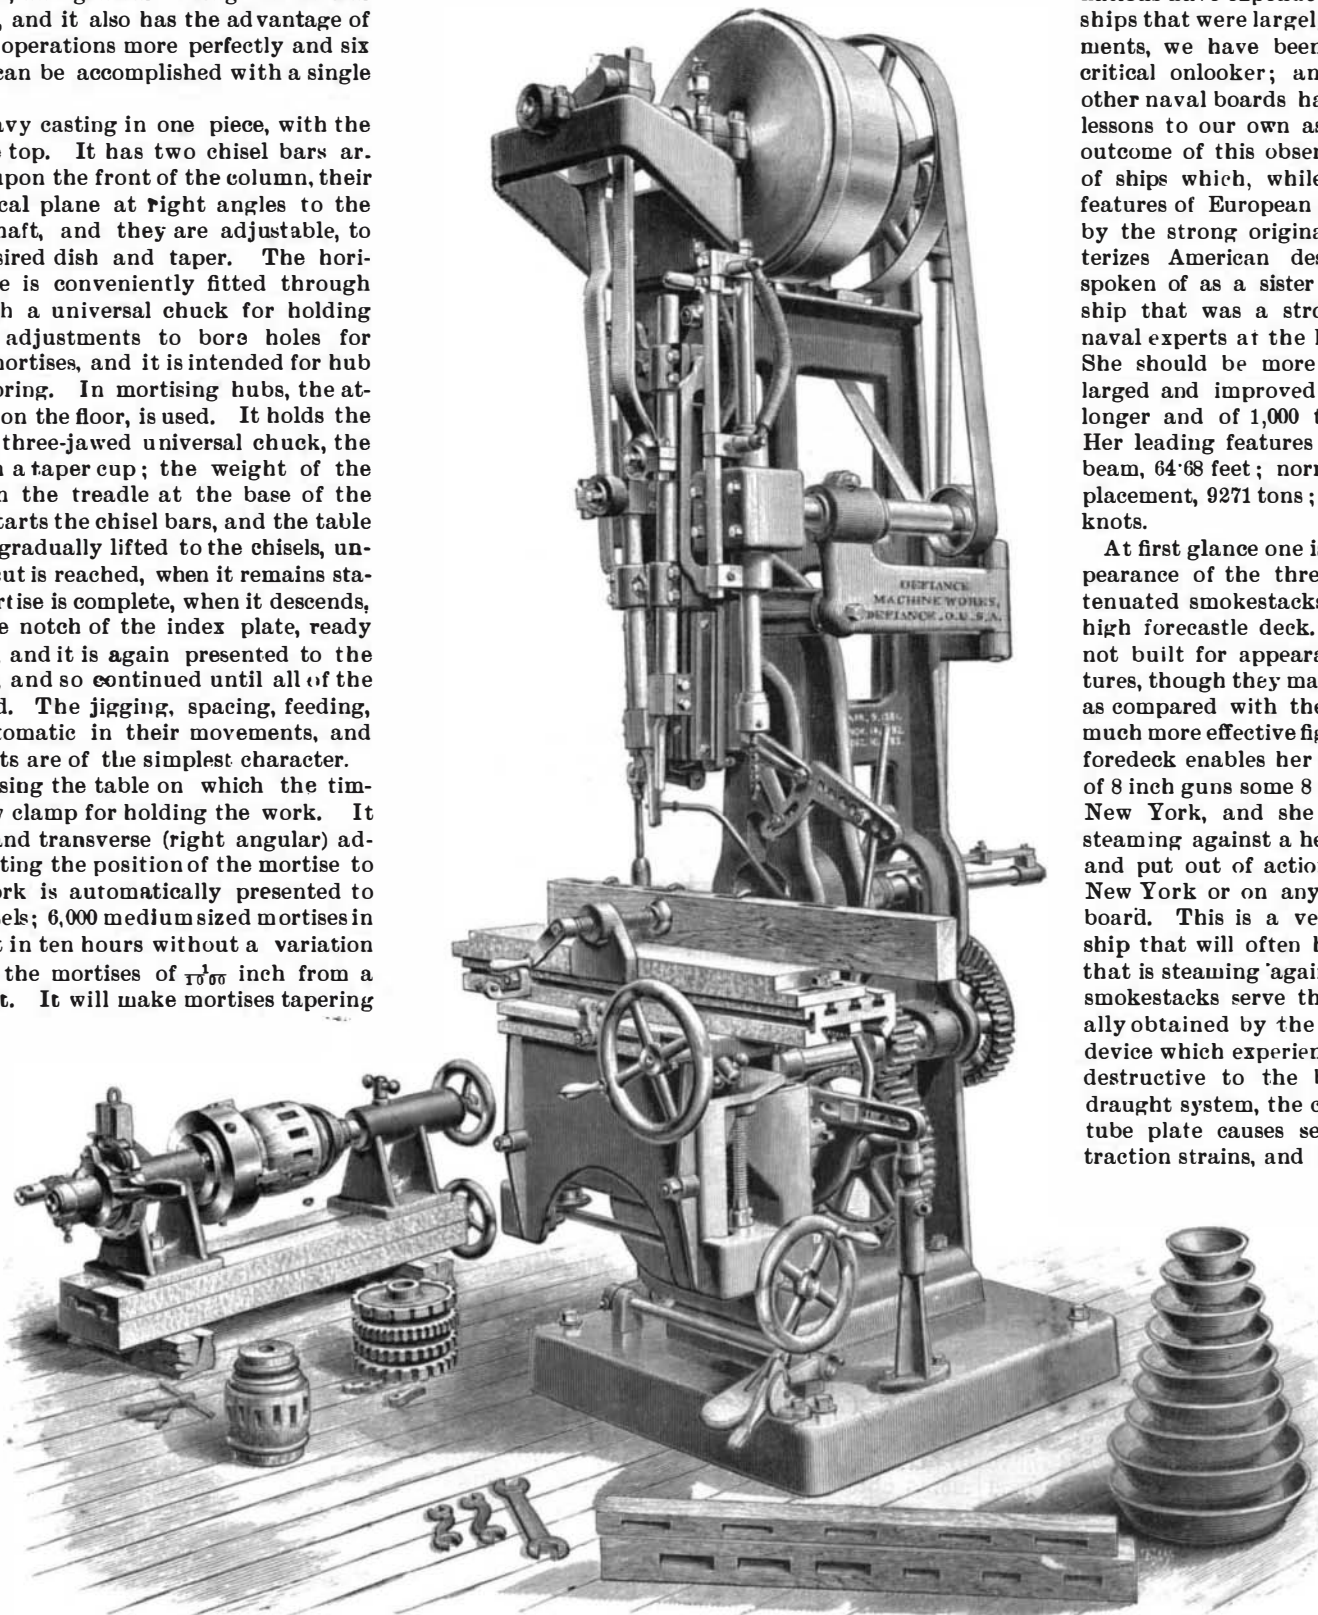 , and it also has the advantage of
operations more perfectly and six
can be accomplished with a single
avy casting in one piece, with the
top. It has two chisel bars ar-
upon the front of the column, their
cal plane at right angles to the
haft, and they are adjustable, to
sired dish and taper. The hori-
e is conveniently fitted through
h a universal chuck for holding
adjustments to bore holes for
mortises, and it is intended for hub
oring. In mortising hubs, the at-
on the floor, is used. It holds the
three-jawed universal chuck, the
a taper cup; the weight of the
n the treadle at the base of the
tarts the chisel bars, and the table
gradually lifted to the chisels, un-
cut is reached, when it remains sta-
rtise is complete, when it descends,
e notch of the index plate, ready
, and it is again presented to the
, and so continued until all of the
d. The jigging, spacing, feeding,
tomatic in their movements, and
ts are of the simplest character.
sing the table on which the tim-
y clamp for holding the work. It
and transverse (right angular) ad-
ting the position of the mortise to
rk is automatically presented to
els; 6,000 medium sized mortises in
t in ten hours without a variation
the mortises of 1/1000 inch from a
t. It will make mortises tapering
DEFIANCE
MACHINE WORKS,
DEFIANCE, O. U. S. A.
ships that were largel
ments, we have been
critical onlooker; an
other naval boards ha
lessons to our own as
outcome of this obser
of ships which, while
features of European
by the strong origina
terizes American des
spoken of as a sister
ship that was a stro
naval experts at the
She should be more
larged and improved
longer and of 1,000 t
Her leading features
beam, 64·68 feet; norm
placement, 9271 tons;
knots.
At first glance one is
pearance of the thre
tenuated smokestacks
high forecastle deck.
not built for appeara
tures, though they ma
as compared with the
much more effective fig
foredeck enables her
of 8 inch guns some 8
New York, and she
steaming against a he
and put out of action
New York or on any
board. This is a ve
ship that will often b
that is steaming again
smokestacks serve th
ally obtained by the
device which experien
destructive to the b
draught system, the c
tube plate causes se
traction strains, and